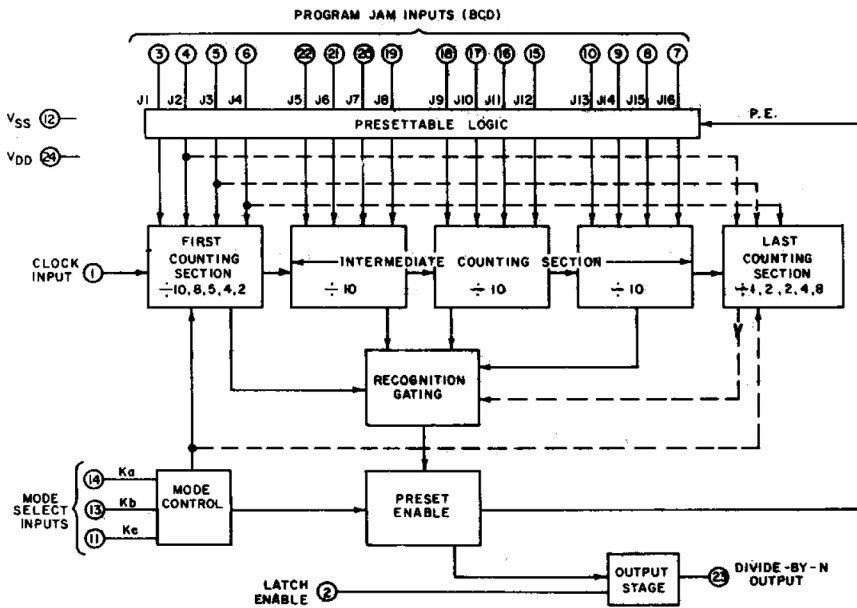 PROGRAM JAM INPUTS (BCD)
3 4 5 6 22 21 20 19 18 17 16 15 10 9 8 7
J1 J2 J3 J4 J5 J6 J7 J8 J9 J10 J11 J12 J13 J14 J15 J16
VSS 12
PRESETTABLE LOGIC
P.E.
VDD 24
CLOCK INPUT 1
FIRST
COUNTING
SECTION
÷10,8,5,4,2
INTERMEDIATE COUNTING SECTION
÷ 10
÷ 10
÷ 10
LAST
COUNTING
SECTION
÷1,2,2,4,8
RECOGNITION
GATING
MODE
SELECT
INPUTS
14 Ka
13 Kb
11 Kc
MODE
CONTROL
PRESET
ENABLE
LATCH
ENABLE 2
OUTPUT
STAGE
23 DIVIDE-BY-N
OUTPUT